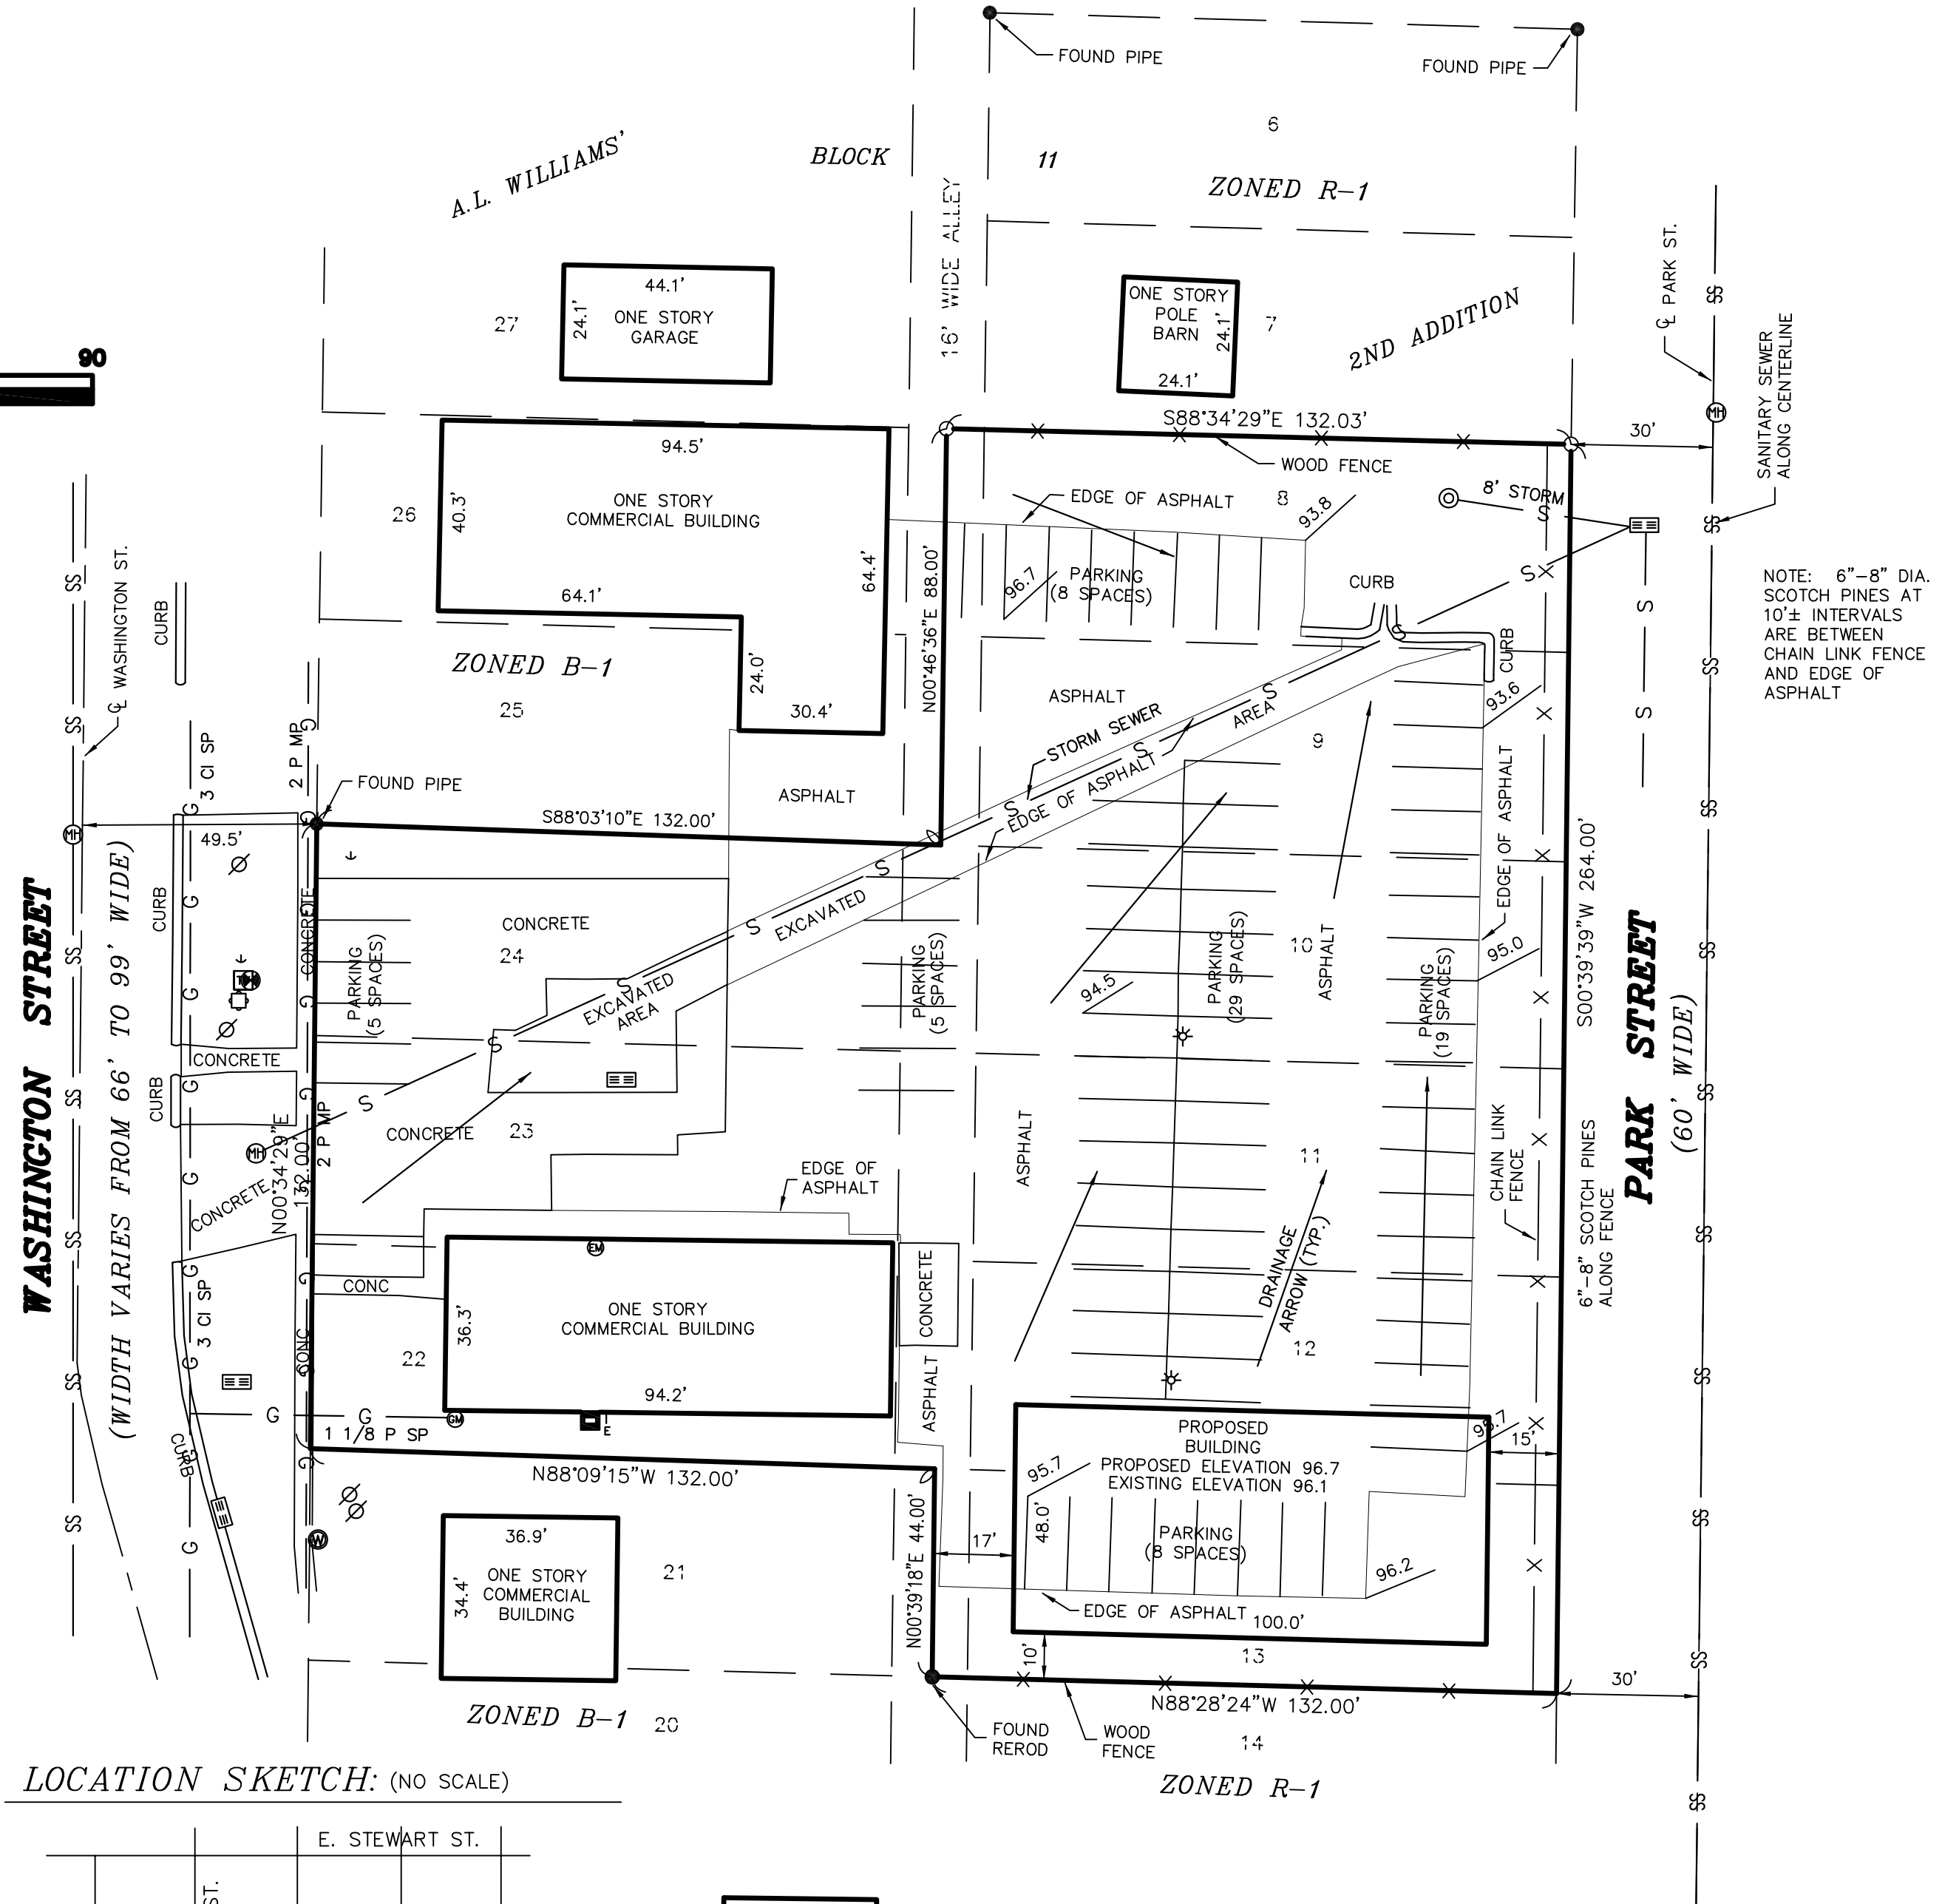 FOUND PIPE
FOUND PIPE
6
A.L. WILLIAMS'
BLOCK 11
ZONED R-1
16' WIDE ALLEY
℄ PARK ST.
44.1'
24.1'
ONE STORY
GARAGE
27
ONE STORY
POLE
BARN
24.1'
24.1'
7
2ND ADDITION
SANITARY SEWER
ALONG CENTERLINE
90
S88°34'29"E 132.03'
30'
MH
WOOD FENCE
94.5'
ONE STORY
COMMERCIAL BUILDING
26
40.3'
64.4'
64.1'
24.0'
30.4'
EDGE OF ASPHALT
8
93.8
8' STORM
PARKING
(8 SPACES)
96.7
CURB
CURB
NOTE: 6"-8" DIA.
SCOTCH PINES AT
10'± INTERVALS
ARE BETWEEN
CHAIN LINK FENCE
AND EDGE OF
ASPHALT
℄ WASHINGTON ST.
CURB
ZONED B-1
25
N00°46'36"E 88.00'
ASPHALT
STORM SEWER
AREA
93.6
9
EDGE OF ASPHALT
EDGE OF ASPHALT
3 CI SP
2 P MP
FOUND PIPE
ASPHALT
S88°03'10"E 132.00'
49.5'
MH
WASHINGTON STREET
(WIDTH VARIES FROM 66' TO 99' WIDE)
CURB
CONCRETE
CONCRETE
24
EXCAVATED
EXCAVATED
AREA
PARKING
(5 SPACES)
PARKING
(5 SPACES)
94.5
PARKING
(29 SPACES)
10
ASPHALT
PARKING
(19 SPACES)
95.0
S00°39'39"W 264.00'
PARK STREET
(60' WIDE)
CONCRETE
CURB
CONCRETE
23
2 P MP
MH
N00°34'29"E
132.00'
CONCRETE
EDGE OF
ASPHALT
ASPHALT
11
CHAIN LINK
FENCE
6"-8" SCOTCH PINES
ALONG FENCE
DRAINAGE
ARROW (TYP.)
CONC
EM
ONE STORY
COMMERCIAL BUILDING
36.3'
94.2'
CONCRETE
3 CI SP
CONC
22
12
ASPHALT
GM
E
1 1/8 P SP
CURB
N88°09'15"W 132.00'
PROPOSED
BUILDING
PROPOSED ELEVATION 96.7
EXISTING ELEVATION 96.1
95.7
95.7
15'
48.0'
PARKING
(8 SPACES)
96.2
17'
W
36.9'
34.4'
ONE STORY
COMMERCIAL
BUILDING
21
N00°39'18"E 44.00'
EDGE OF ASPHALT
100.0'
10'
13
30'
N88°28'24"W 132.00'
ZONED B-1
20
FOUND
REROD
WOOD
FENCE
14
ZONED R-1
LOCATION SKETCH: (NO SCALE)
E. STEWART ST.
ST.